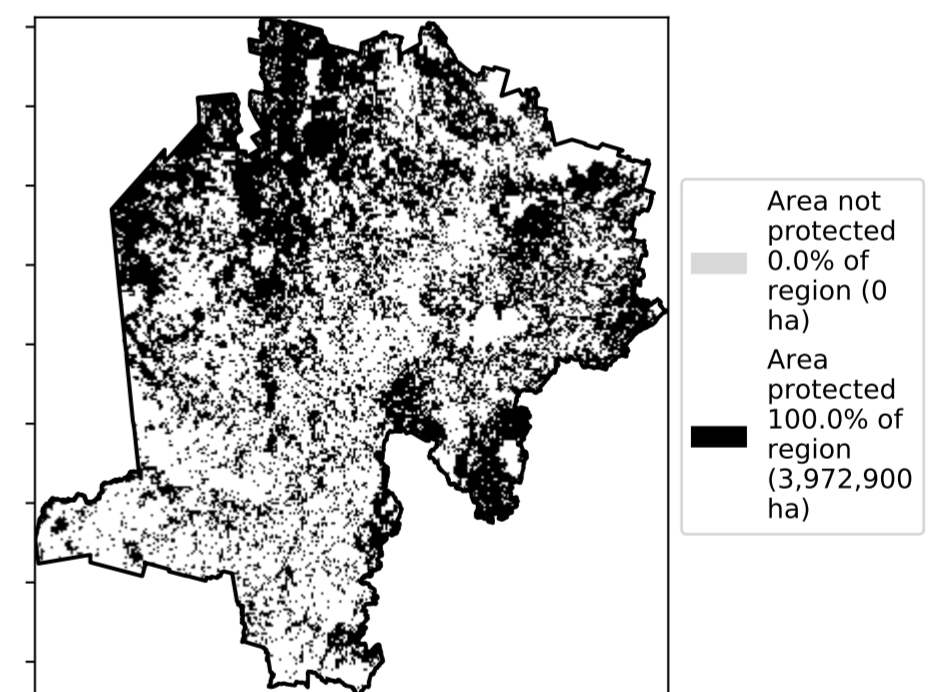 Area not
protected
0.0% of
region (0
ha)
Area
protected
100.0% of
region
(3,972,900
ha)